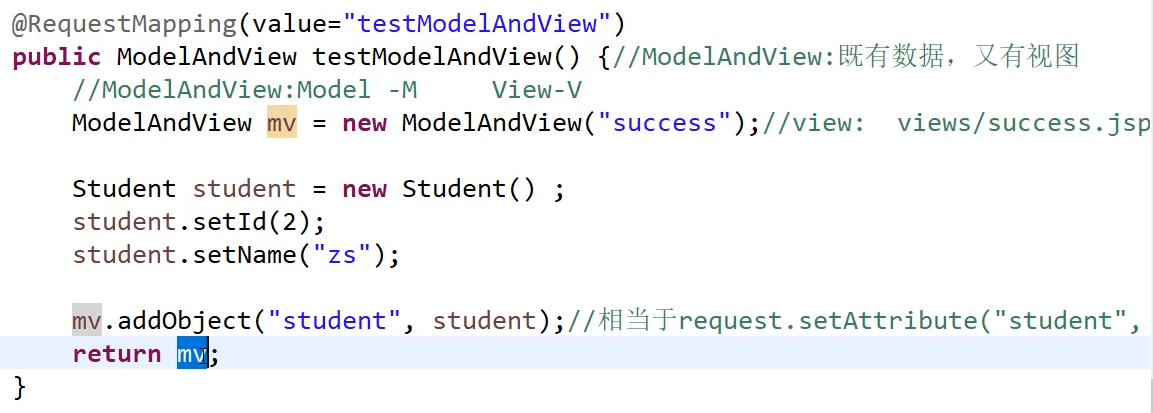 @RequestMapping(value="testModelAndView")
public ModelAndView testModelAndView() {//ModelAndView:既有数据，又有视图
//ModelAndView:Model -M     View-V
ModelAndView mv = new ModelAndView("success");//view:  views/success.jsp
Student student = new Student() ;
student.setId(2);
student.setName("zs");
mv.addObject("student", student);//相当于request.setAttribute("student",
return mv;
}